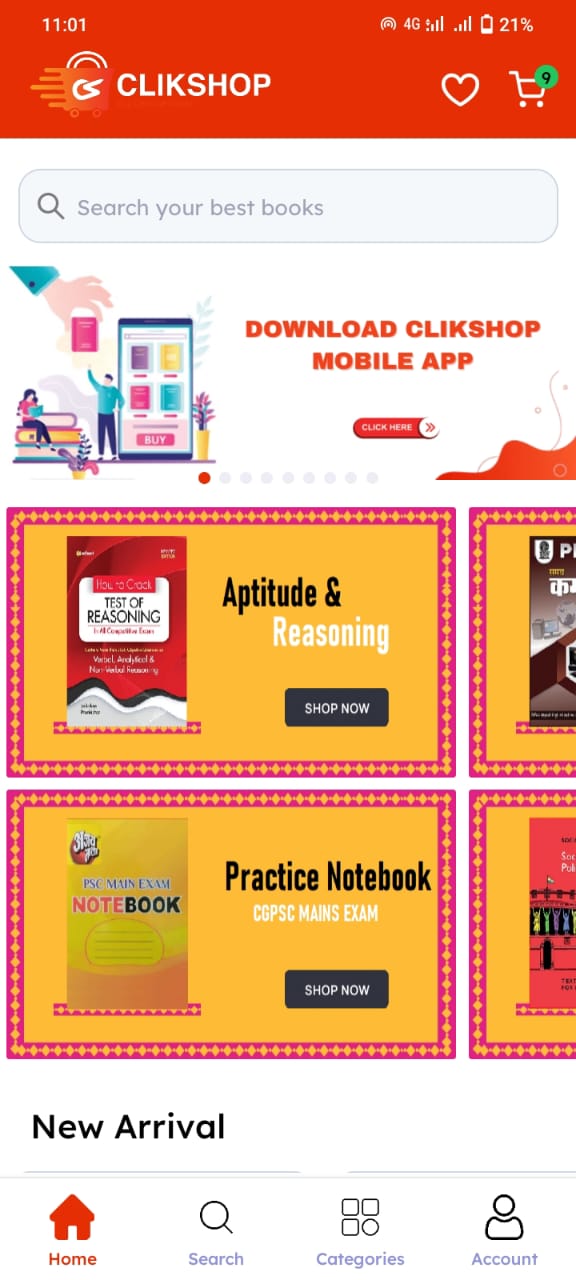 11:01
4G
21%
CLIKSHOP
9
Search your best books
DOWNLOAD CLIKSHOP
MOBILE APP
CLICK HERE
BUY
Aptitude &
Reasoning
How to Crack
TEST OF
REASONING
In All Competitive Exams
Verbal, Analytical &
Non-Verbal Reasoning
SHOP NOW
Practice Notebook
CGPSC MAINS EXAM
PSC MAIN EXAM
NOTEBOOK
SHOP NOW
New Arrival
Home
Search
Categories
Account